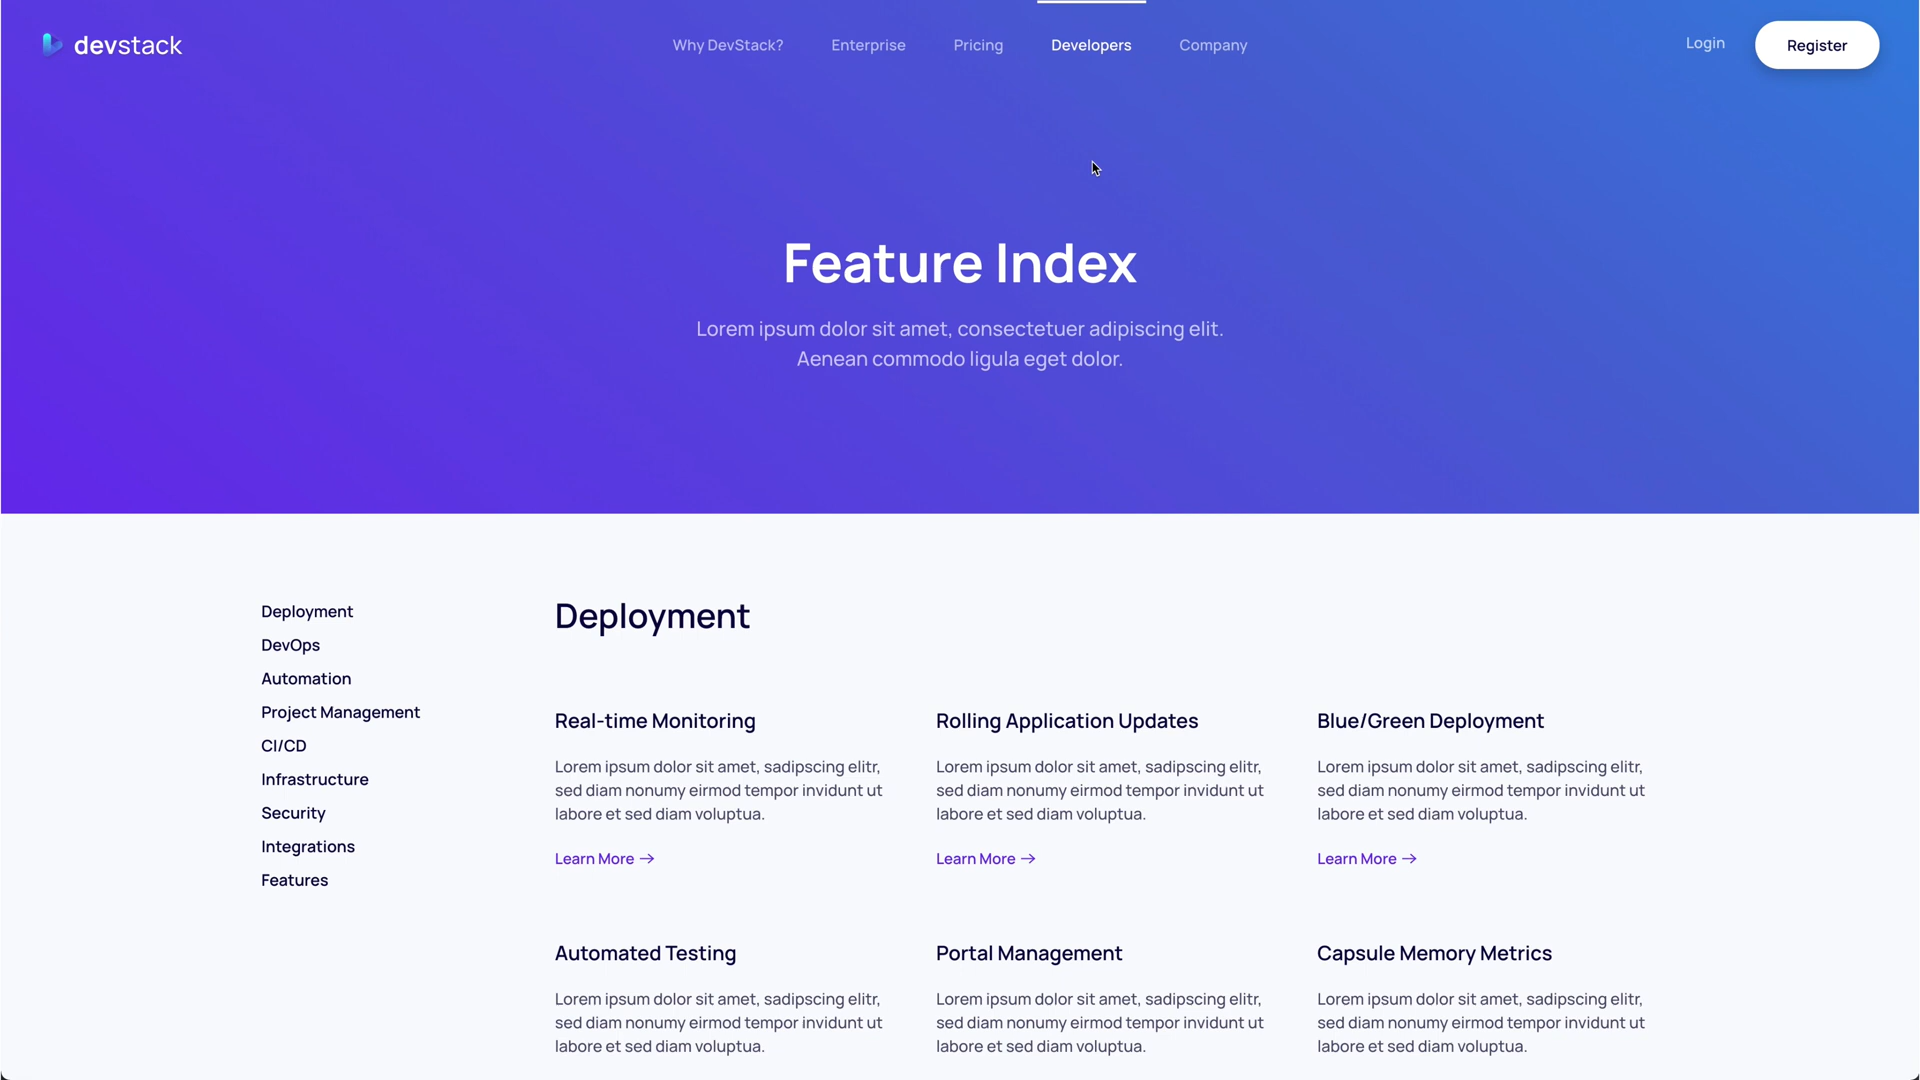 devstack
Why DevStack? Enterprise Pricing Developers Company
Login Register
Feature Index
Lorem ipsum dolor sit amet, consectetuer adipiscing elit.
Aenean commodo ligula eget dolor.
Deployment
DevOps
Automation
Project Management
CI/CD
Infrastructure
Security
Integrations
Features
Deployment
Real-time Monitoring
Lorem ipsum dolor sit amet, sadipscing elitr,
sed diam nonumy eirmod tempor invidunt ut
labore et sed diam voluptua.
Learn More →
Rolling Application Updates
Lorem ipsum dolor sit amet, sadipscing elitr,
sed diam nonumy eirmod tempor invidunt ut
labore et sed diam voluptua.
Learn More →
Blue/Green Deployment
Lorem ipsum dolor sit amet, sadipscing elitr,
sed diam nonumy eirmod tempor invidunt ut
labore et sed diam voluptua.
Learn More →
Automated Testing
Lorem ipsum dolor sit amet, sadipscing elitr,
sed diam nonumy eirmod tempor invidunt ut
labore et sed diam voluptua.
Portal Management
Lorem ipsum dolor sit amet, sadipscing elitr,
sed diam nonumy eirmod tempor invidunt ut
labore et sed diam voluptua.
Capsule Memory Metrics
Lorem ipsum dolor sit amet, sadipscing elitr,
sed diam nonumy eirmod tempor invidunt ut
labore et sed diam voluptua.